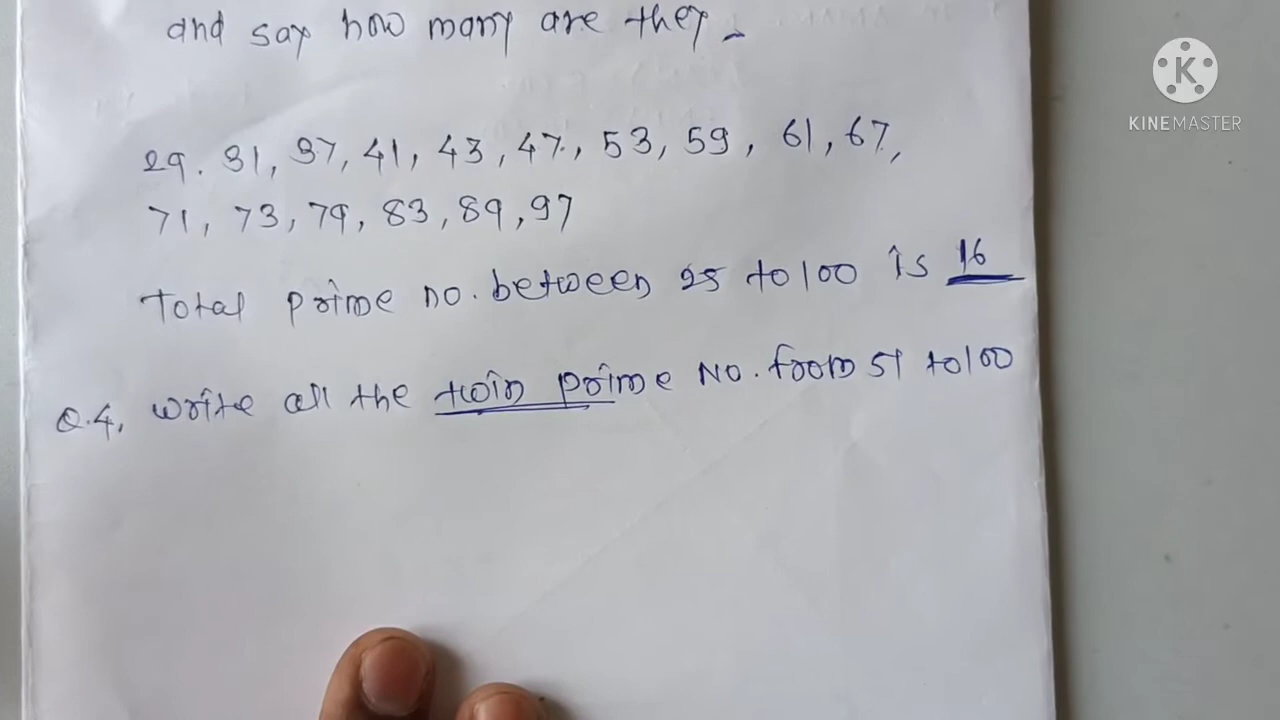 and say how many are they
29. 31, 37, 41, 43, 47, 53, 59, 61, 67,
71, 73, 79, 83, 89, 97
Total prime no. between 25 to 100 is 16
Q.4, write all the twin prime No. from 51 to 100
K
KINEMASTER